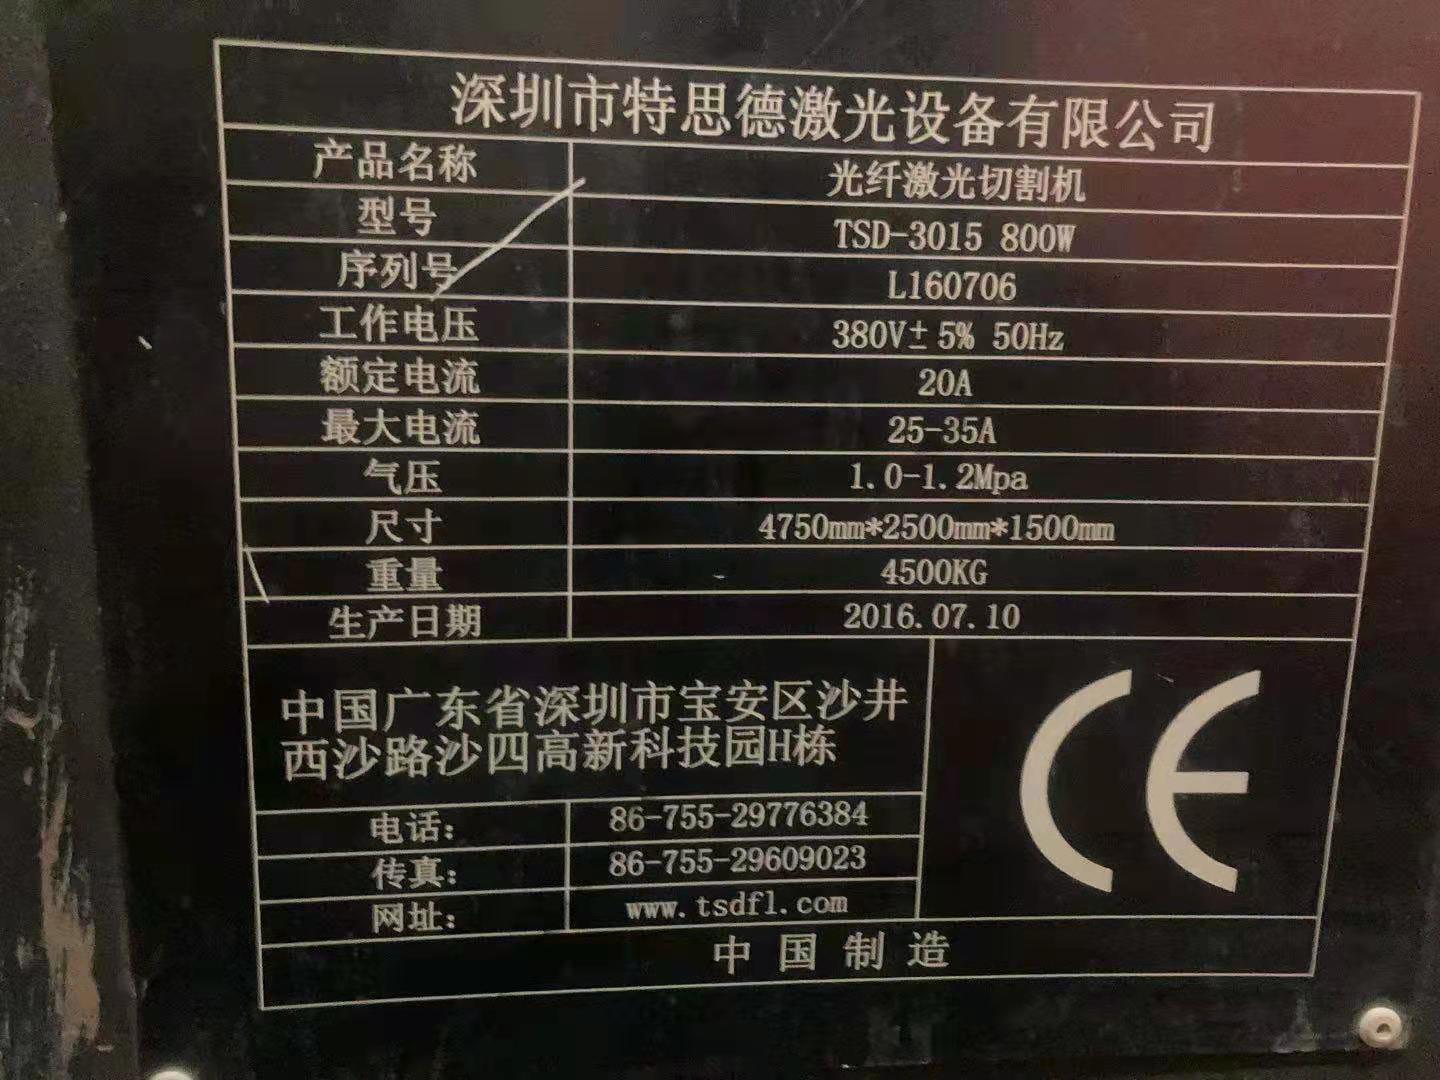 深圳市特思德激光设备有限公司
产品名称 光纤激光切割机
型号 TSD-3015 800W
序列号 L160706
工作电压 380V±5% 50Hz
额定电流 20A
最大电流 25-35A
气压 1.0-1.2Mpa
尺寸 4750mm*2500mm*1500mm
重量 4500KG
生产日期 2016.07.10
中国广东省深圳市宝安区沙井
西沙路沙四高新科技园H栋
CE
电话: 86-755-29776384
传真: 86-755-29609023
网址: www.tsdfl.com
中国制造